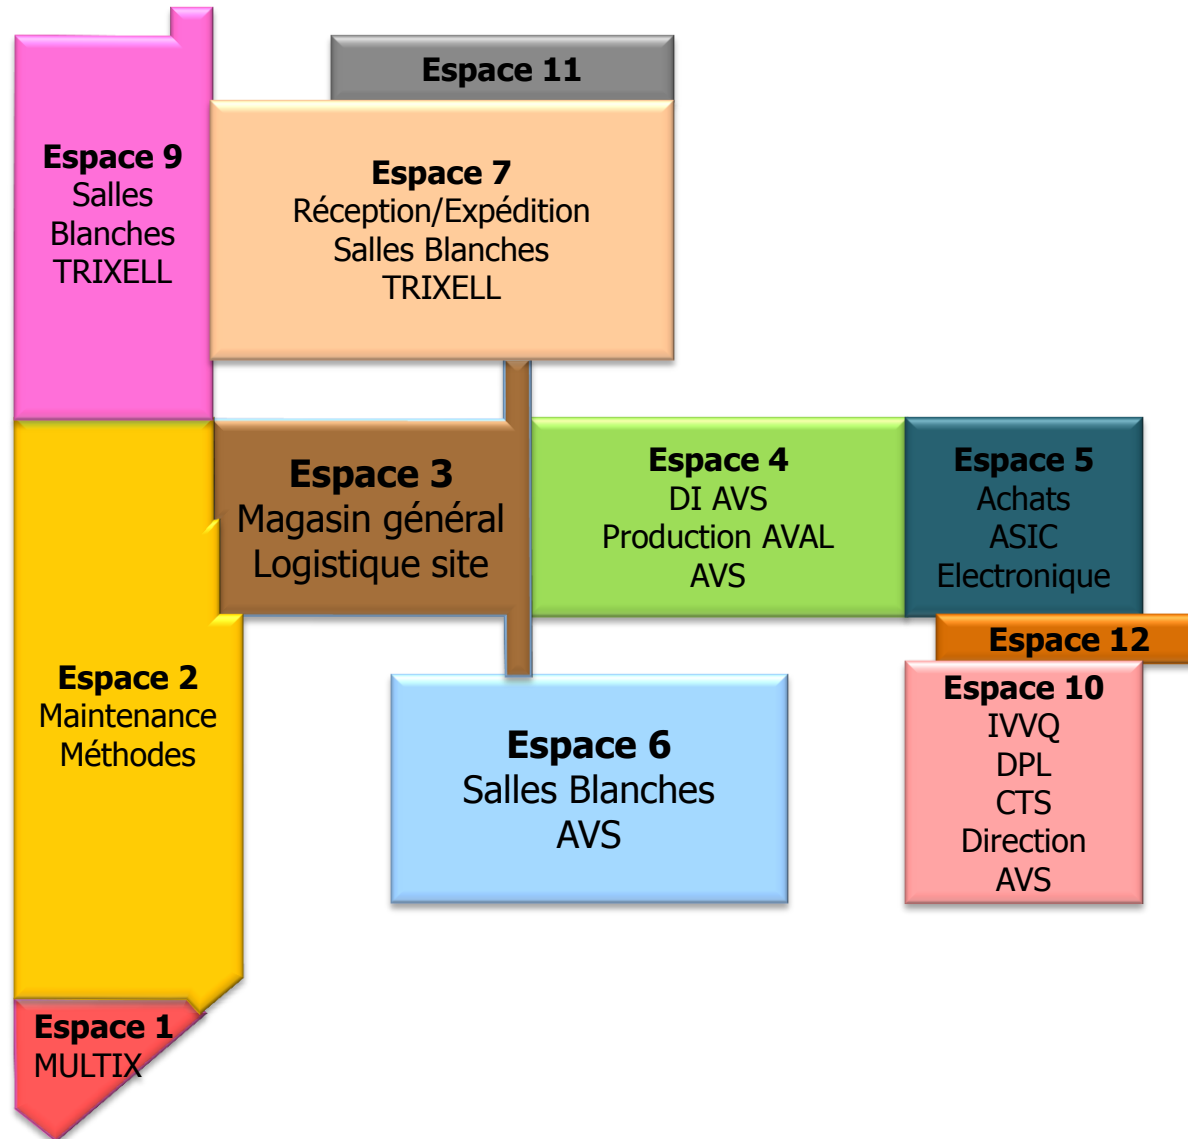 Espace 11
Espace 9
Salles
Blanches
TRIXELL
Espace 7
Réception/Expédition
Salles Blanches
TRIXELL
Espace 3
Magasin général
Logistique site
Espace 4
DI AVS
Production AVAL
AVS
Espace 5
Achats
ASIC
Electronique
Espace 12
Espace 2
Maintenance
Méthodes
Espace 6
Salles Blanches
AVS
Espace 10
IVVQ
DPL
CTS
Direction
AVS
Espace 1
MULTIX